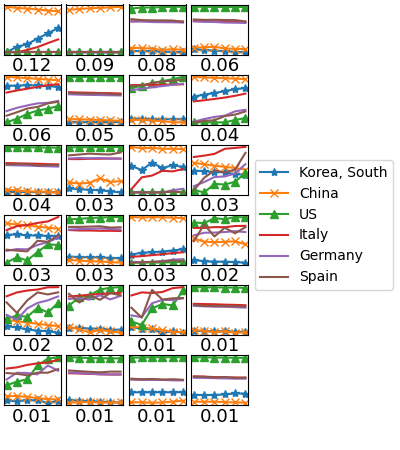 0.12 0.09 0.08 0.06
0.06 0.05 0.05 0.04
0.04 0.03 0.03 0.03
0.03 0.03 0.03 0.02
0.02 0.02 0.01 0.01
0.01 0.01 0.01 0.01
Korea, South
China
US
Italy
Germany
Spain